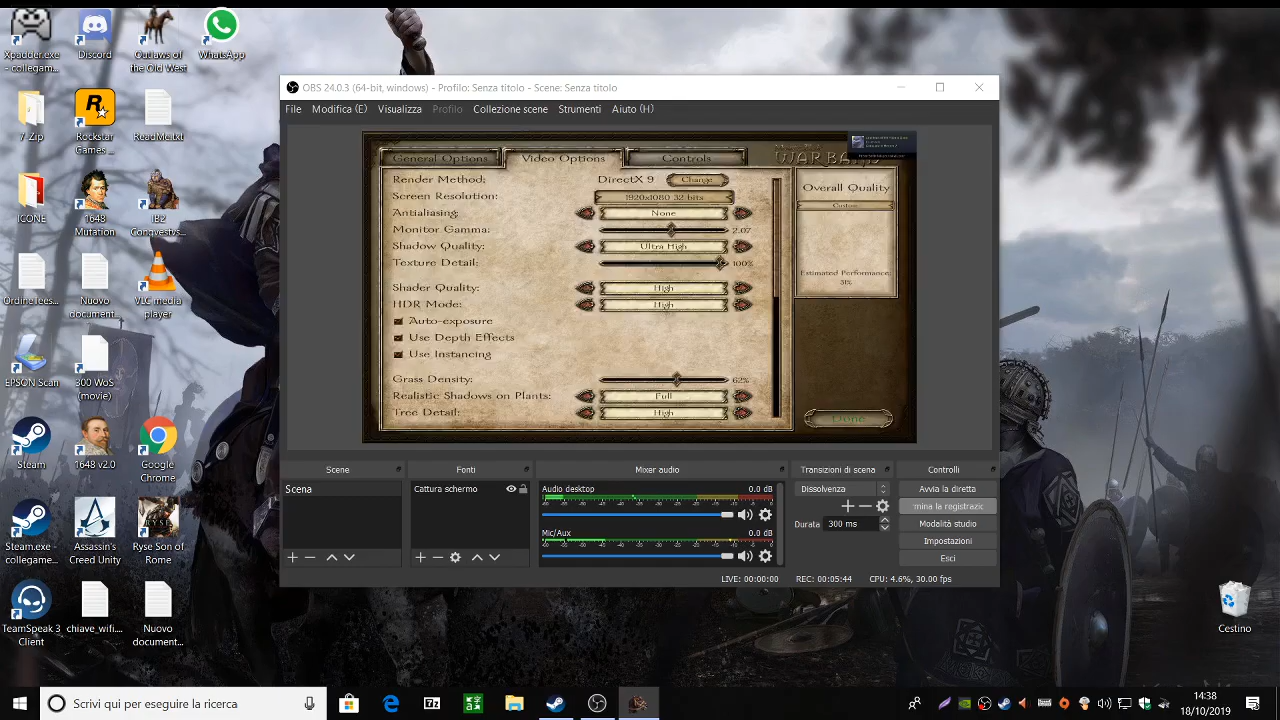 Xpadder.exe
- collegam...
Discord
Outlaws of
the Old West
WhatsApp
7 Zip
Rockstar
Games ...
ReadMe.txt
ICONE
1648
Mutation
OrdineTees...
Nuovo
document...
VLC media
player
EPSON Scan
300 WoS
(movie)
Steam
1648 v2.0
Google
Chrome
Steam.exe -
collegame...
Assassin's
Creed Unity
Ryse Son of
Rome
TeamSpeak 3
Client
chiave_wifi....
Nuovo
document...
OBS 24.0.3 (64-bit, windows) - Profilo: Senza titolo - Scene: Senza titolo
File Modifica (E) Visualizza Profilo Collezione scene Strumenti Aiuto (H)
General Options Video Options Controls
Render Method: DirectX 9 Change
Screen Resolution: 1920x1080 32 bits
Antialiasing: None
Monitor Gamma: 2.07
Shadow Quality: Ultra High
Texture Detail: 100%
Shader Quality: High
HDR Mode: High
Auto-exposure
Use Depth Effects
Use Instancing
Grass Density: 62%
Realistic Shadows on Plants: Full
Tree Detail: High
Overall Quality
Custom
Estimated Performance:
51%
Done
Scene Fonti Mixer audio Transizioni di scena Controlli
Scena
Cattura schermo
Audio desktop 0.0 dB
Mic/Aux 0.0 dB
Dissolvenza
Durata 300 ms
Avvia la diretta
mina la registrazic
Modalità studio
Impostazioni
Esci
LIVE: 00:00:00 REC: 00:05:44 CPU: 4.6%, 30.00 fps
Cestino
Scrivi qui per eseguire la ricerca
14:38
18/10/2019